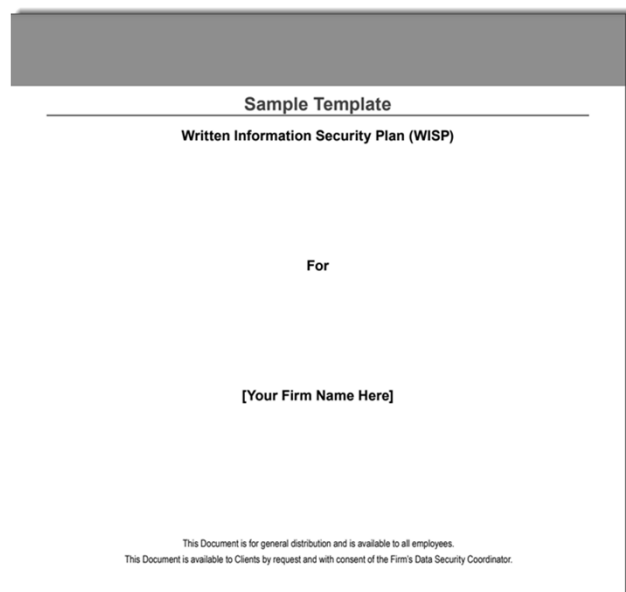 Sample Template
Written Information Security Plan (WISP)
For
[Your Firm Name Here]
This Document is for general distribution and is available to all employees.
This Document is available to Clients by request and with consent of the Firm's Data Security Coordinator.